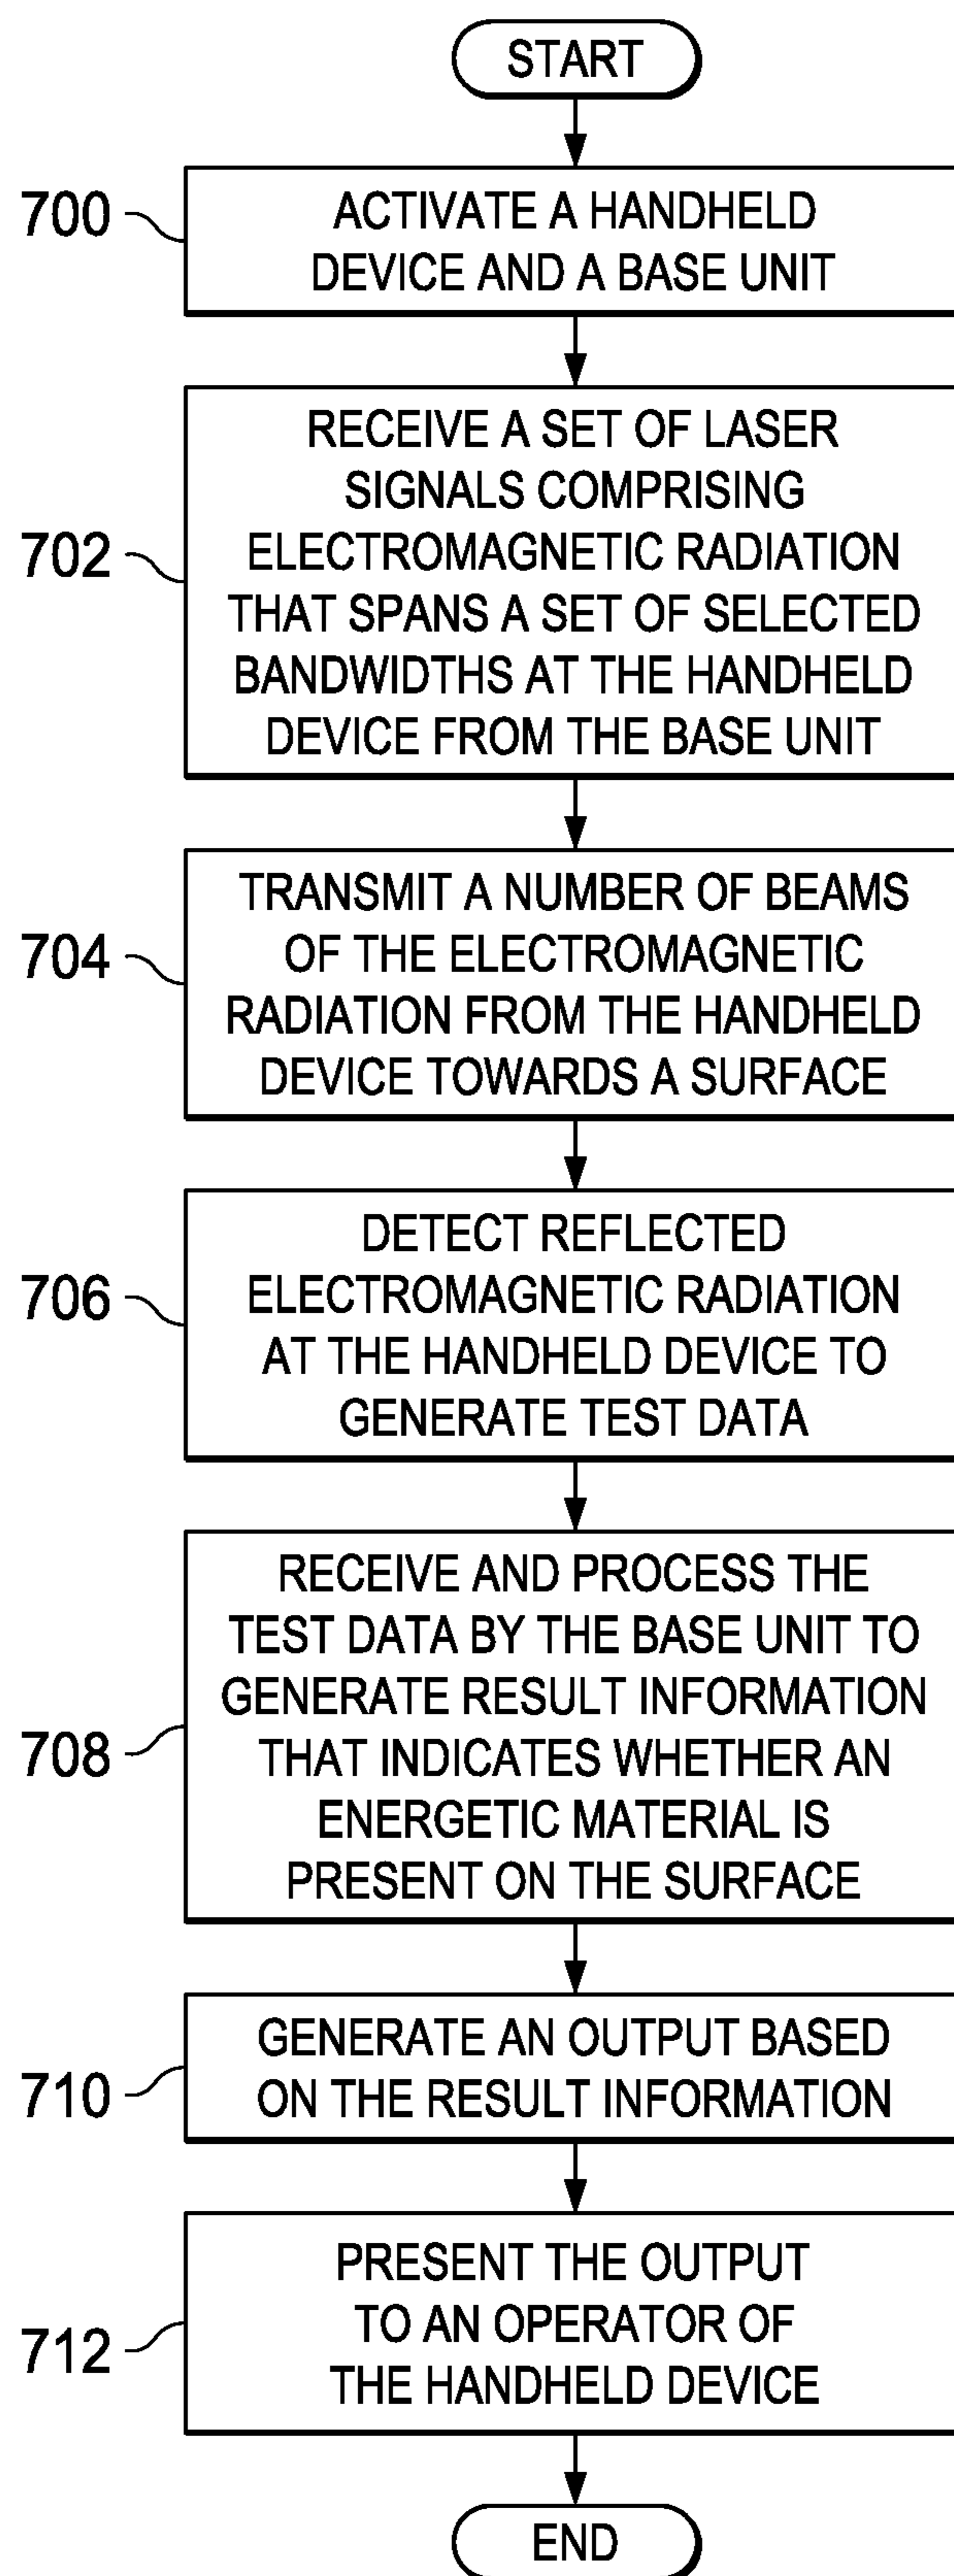 START
700
ACTIVATE A HANDHELD
DEVICE AND A BASE UNIT
702
RECEIVE A SET OF LASER
SIGNALS COMPRISING
ELECTROMAGNETIC RADIATION
THAT SPANS A SET OF SELECTED
BANDWIDTHS AT THE HANDHELD
DEVICE FROM THE BASE UNIT
704
TRANSMIT A NUMBER OF BEAMS
OF THE ELECTROMAGNETIC
RADIATION FROM THE HANDHELD
DEVICE TOWARDS A SURFACE
706
DETECT REFLECTED
ELECTROMAGNETIC RADIATION
AT THE HANDHELD DEVICE TO
GENERATE TEST DATA
708
RECEIVE AND PROCESS THE
TEST DATA BY THE BASE UNIT TO
GENERATE RESULT INFORMATION
THAT INDICATES WHETHER AN
ENERGETIC MATERIAL IS
PRESENT ON THE SURFACE
710
GENERATE AN OUTPUT BASED
ON THE RESULT INFORMATION
712
PRESENT THE OUTPUT
TO AN OPERATOR OF
THE HANDHELD DEVICE
END